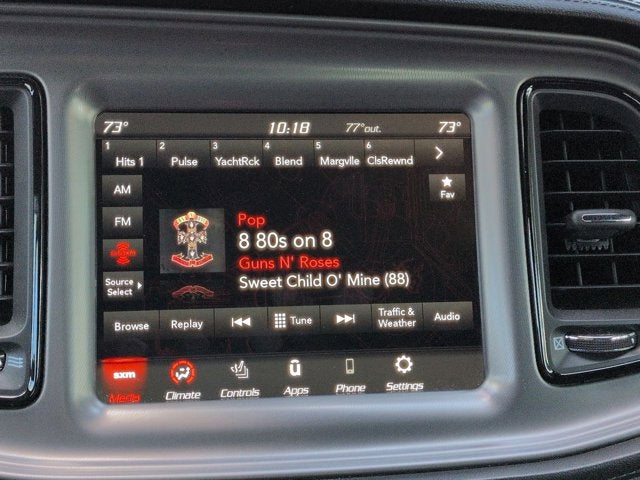 73° 10:18 77°out. 73°
1 2 3 4 5 6
Hits 1 Pulse YachtRck Blend Margvlle ClsRewnd
AM
Fav
FM
Pop
8 80s on 8
Guns N' Roses
Sweet Child O' Mine (88)
Source
Select
Browse Replay Tune Traffic &
Weather Audio
sxm
Media Climate Controls Apps Phone Settings